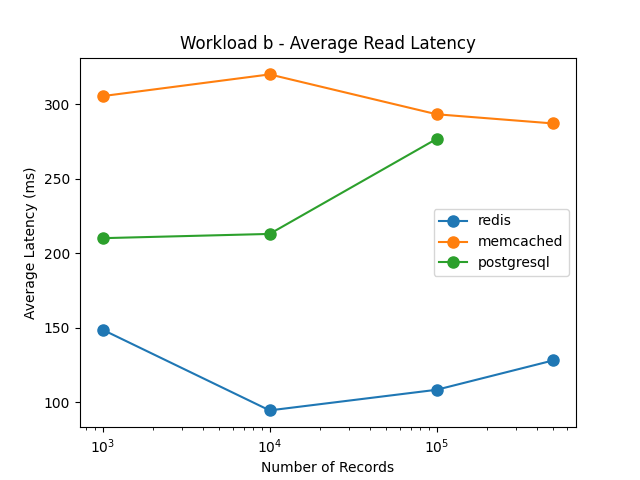 Workload b - Average Read Latency
Average Latency (ms)
300
250
200
150
100
redis
memcached
postgresql
10³
10⁴
10⁵
Number of Records